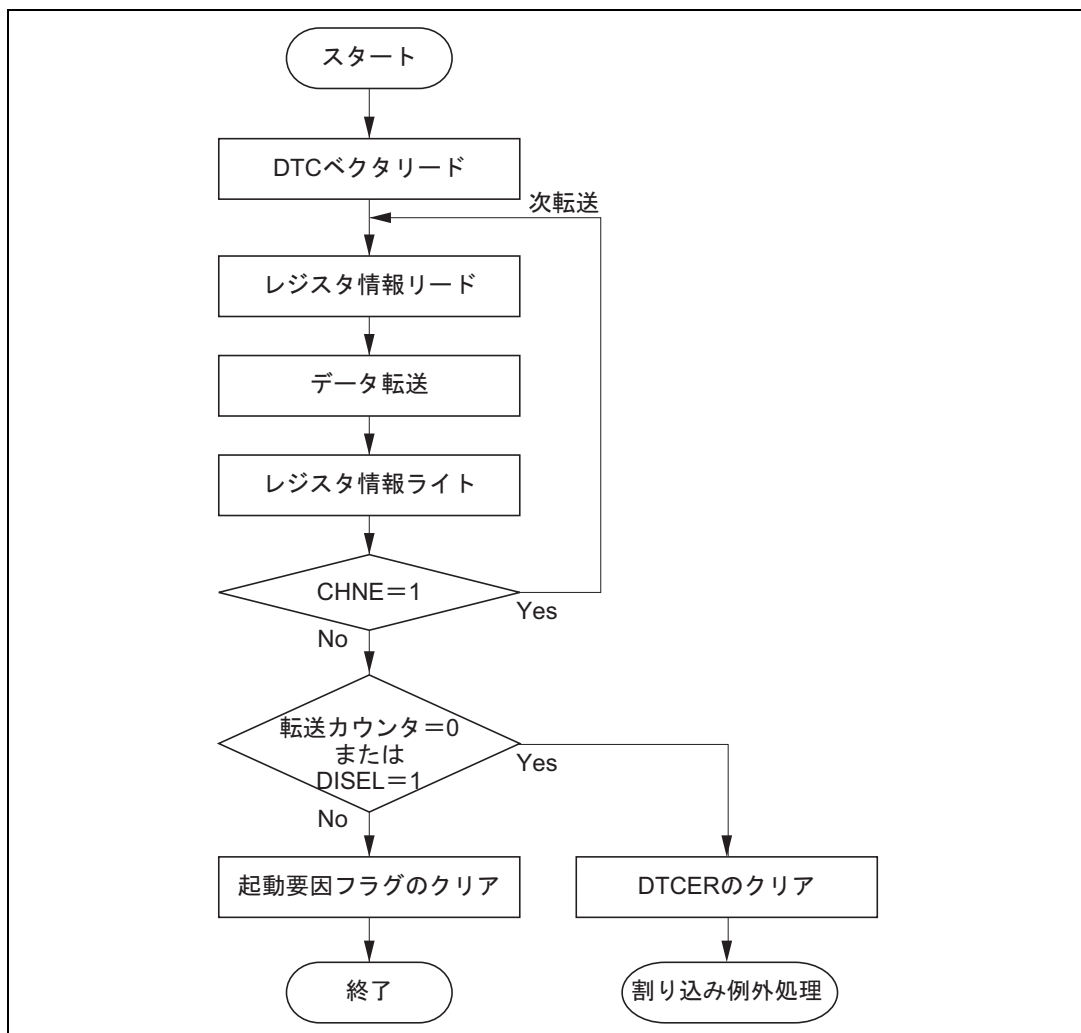 スタート
DTCベクタリード
次転送
レジスタ情報リード
データ転送
レジスタ情報ライト
CHNE＝1
Yes
No
転送カウンタ＝0
または
DISEL＝1
Yes
No
起動要因フラグのクリア
DTCERのクリア
終了
割り込み例外処理